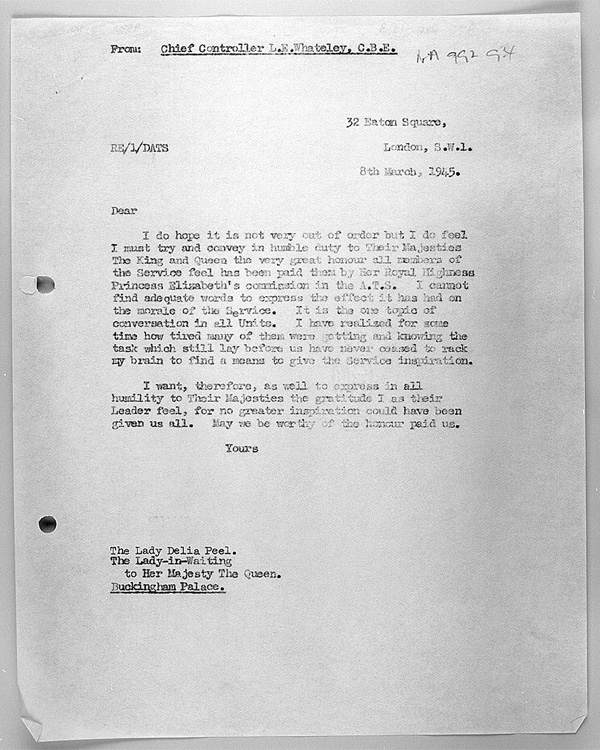 From: Chief Controller L.E.Whateley, C.B.E.
LA 992 94
32 Eaton Square,
RE/1/DATS
London, S.W.1.
8th March, 1945.
Dear
I do hope it is not very out of order but I do feel
I must try and convey in humble duty to Their Majesties
The King and Queen the very great honour all members of
the Service feel has been paid them by Her Royal Highness
Princess Elizabeth's commission in the A.T.S. I cannot
find adequate words to express the effect it has had on
the morale of the Service. It is the one topic of
conversation in all Units. I have realized for some
time how tired many of them were getting and knowing the
task which still lay before us have never ceased to rack
my brain to find a means to give the Service inspiration.
I want, therefore, as well to express in all
humility to Their Majesties the gratitude I as their
Leader feel, for no greater inspiration could have been
given us all. May we be worthy of the honour paid us.
Yours
The Lady Delia Peel.
The Lady-in-Waiting
to Her Majesty The Queen.
Buckingham Palace.